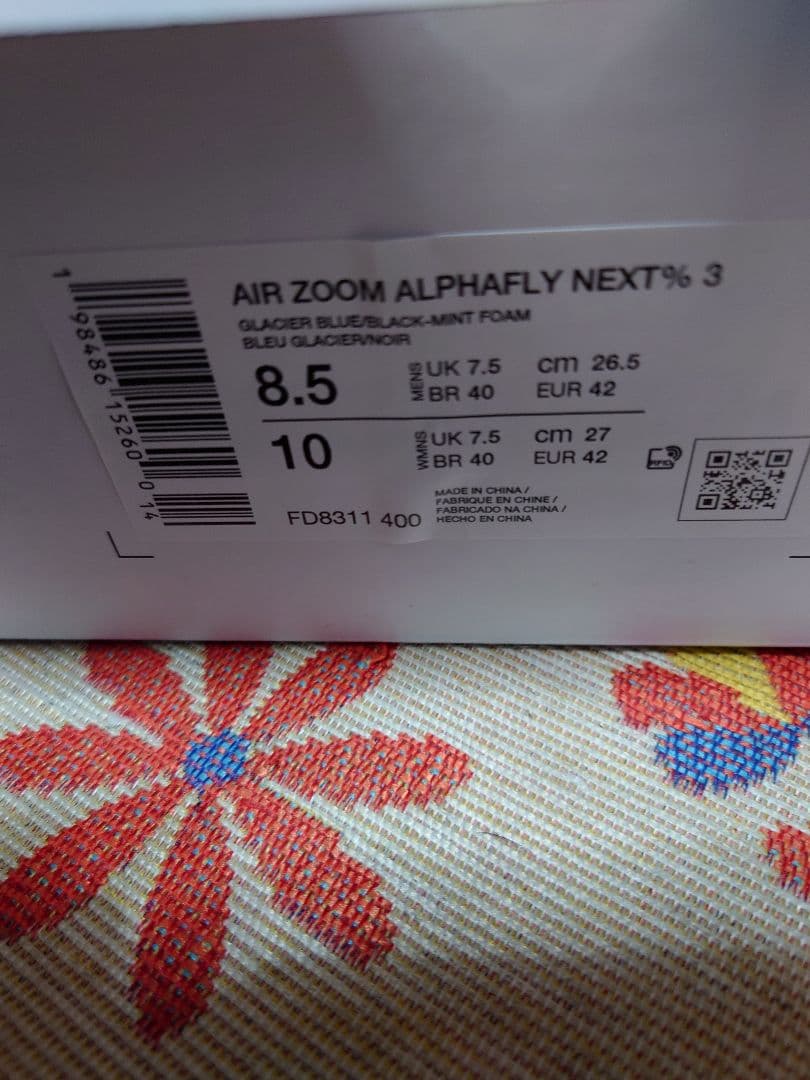 AIR ZOOM ALPHAFLY NEXT% 3
GLACIER BLUE/BLACK-MINT FOAM
BLEU GLACIER/NOIR
8.5 MENS UK 7.5 cm 26.5
BR 40 EUR 42
10 WMNS UK 7.5 cm 27
BR 40 EUR 42
RFID
FD8311 400
MADE IN CHINA /
FABRIQUE EN CHINE /
FABRICADO NA CHINA /
HECHO EN CHINA
1 98486 15260 0 14